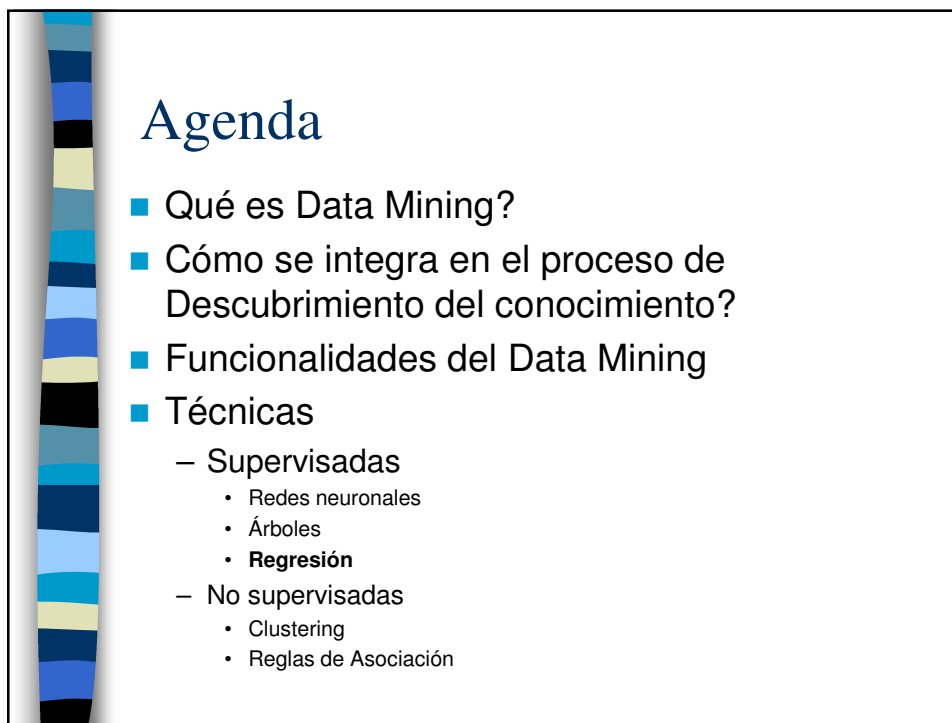 Agenda
■ Qué es Data Mining?
■ Cómo se integra en el proceso de
Descubrimiento del conocimiento?
■ Funcionalidades del Data Mining
■ Técnicas
– Supervisadas
• Redes neuronales
• Árboles
• Regresión
– No supervisadas
• Clustering
• Reglas de Asociación